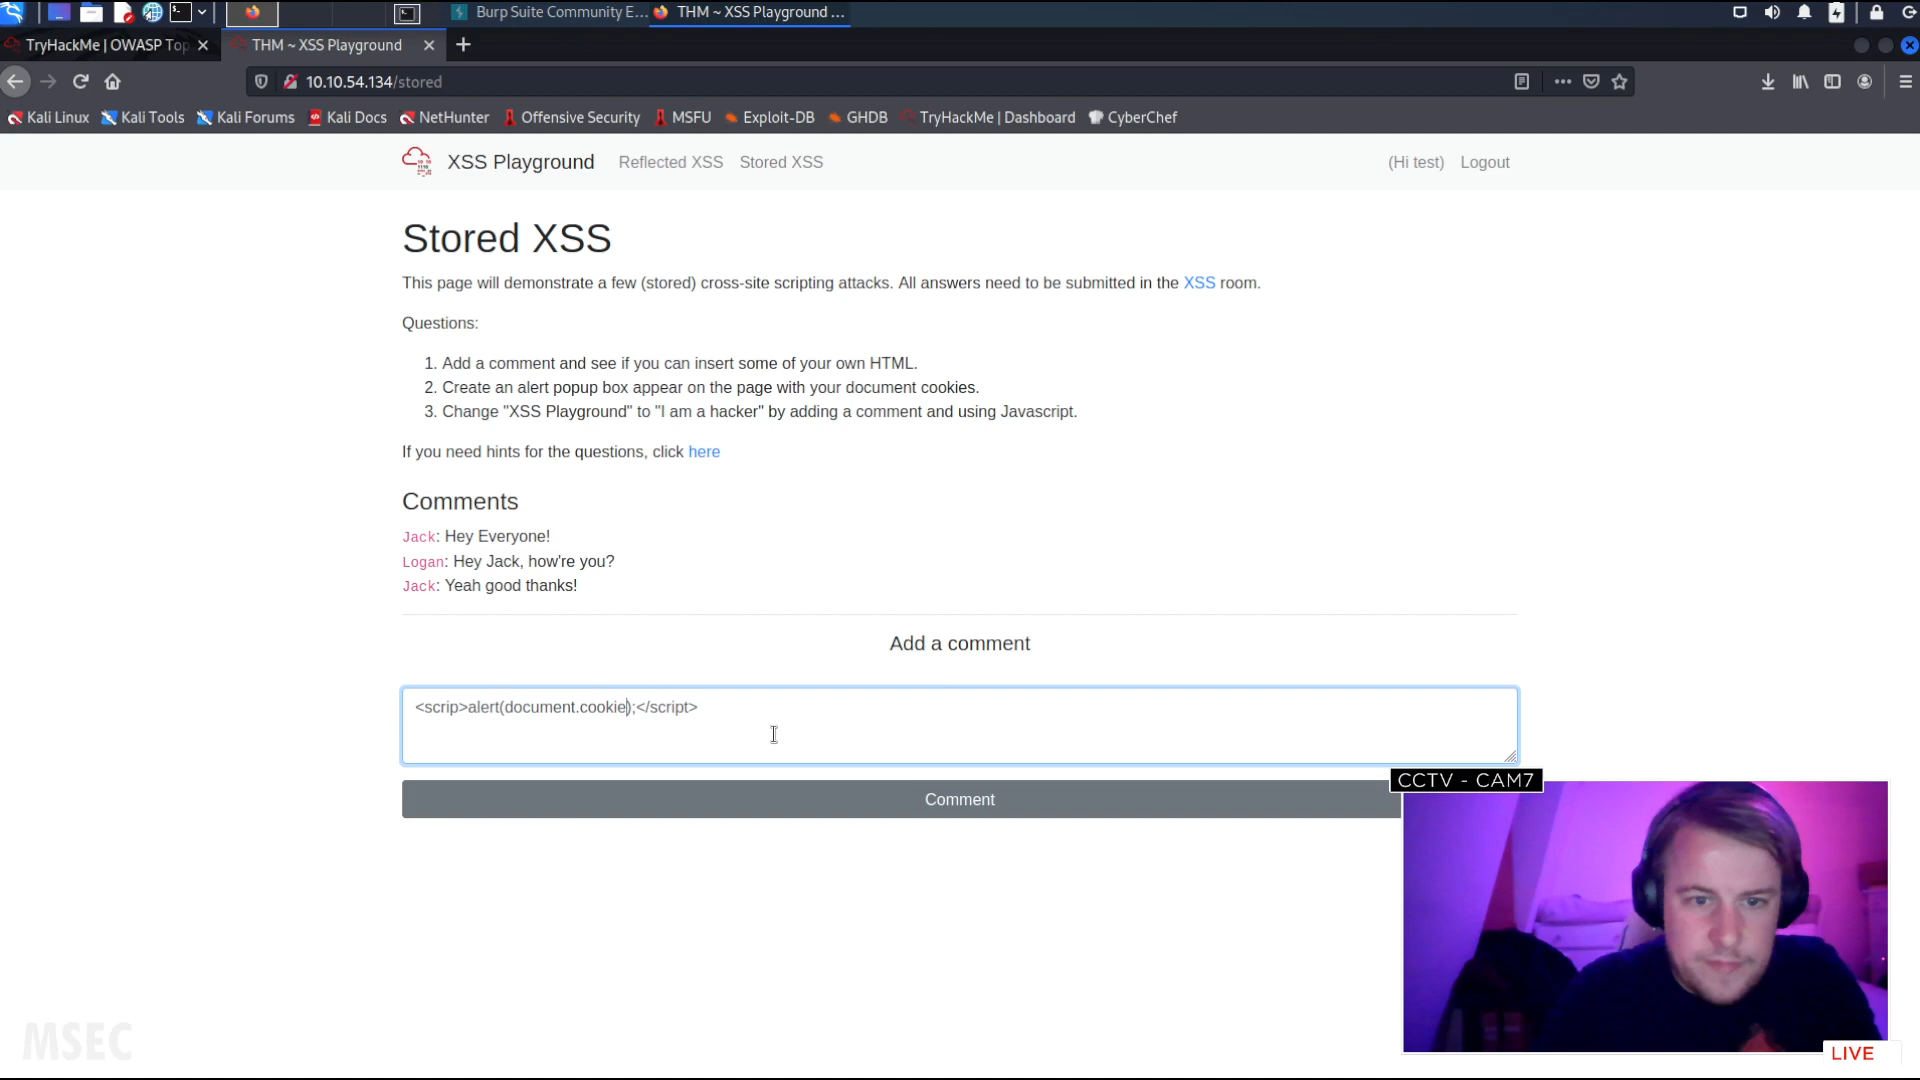 Burp Suite Community E...
THM ~ XSS Playground ...
TryHackMe | OWASP Top
THM ~ XSS Playground
10.10.54.134/stored
Kali Linux
Kali Tools
Kali Forums
Kali Docs
NetHunter
Offensive Security
MSFU
Exploit-DB
GHDB
TryHackMe | Dashboard
CyberChef
XSS Playground
Reflected XSS
Stored XSS
(Hi test)
Logout
Stored XSS
This page will demonstrate a few (stored) cross-site scripting attacks. All answers need to be submitted in the XSS room.
Questions:
1. Add a comment and see if you can insert some of your own HTML.
2. Create an alert popup box appear on the page with your document cookies.
3. Change "XSS Playground" to "I am a hacker" by adding a comment and using Javascript.
If you need hints for the questions, click here
Comments
Jack: Hey Everyone!
Logan: Hey Jack, how're you?
Jack: Yeah good thanks!
Add a comment
<scrip>alert(document.cookie);</script>
Comment
CCTV - CAM7
MSEC
LIVE